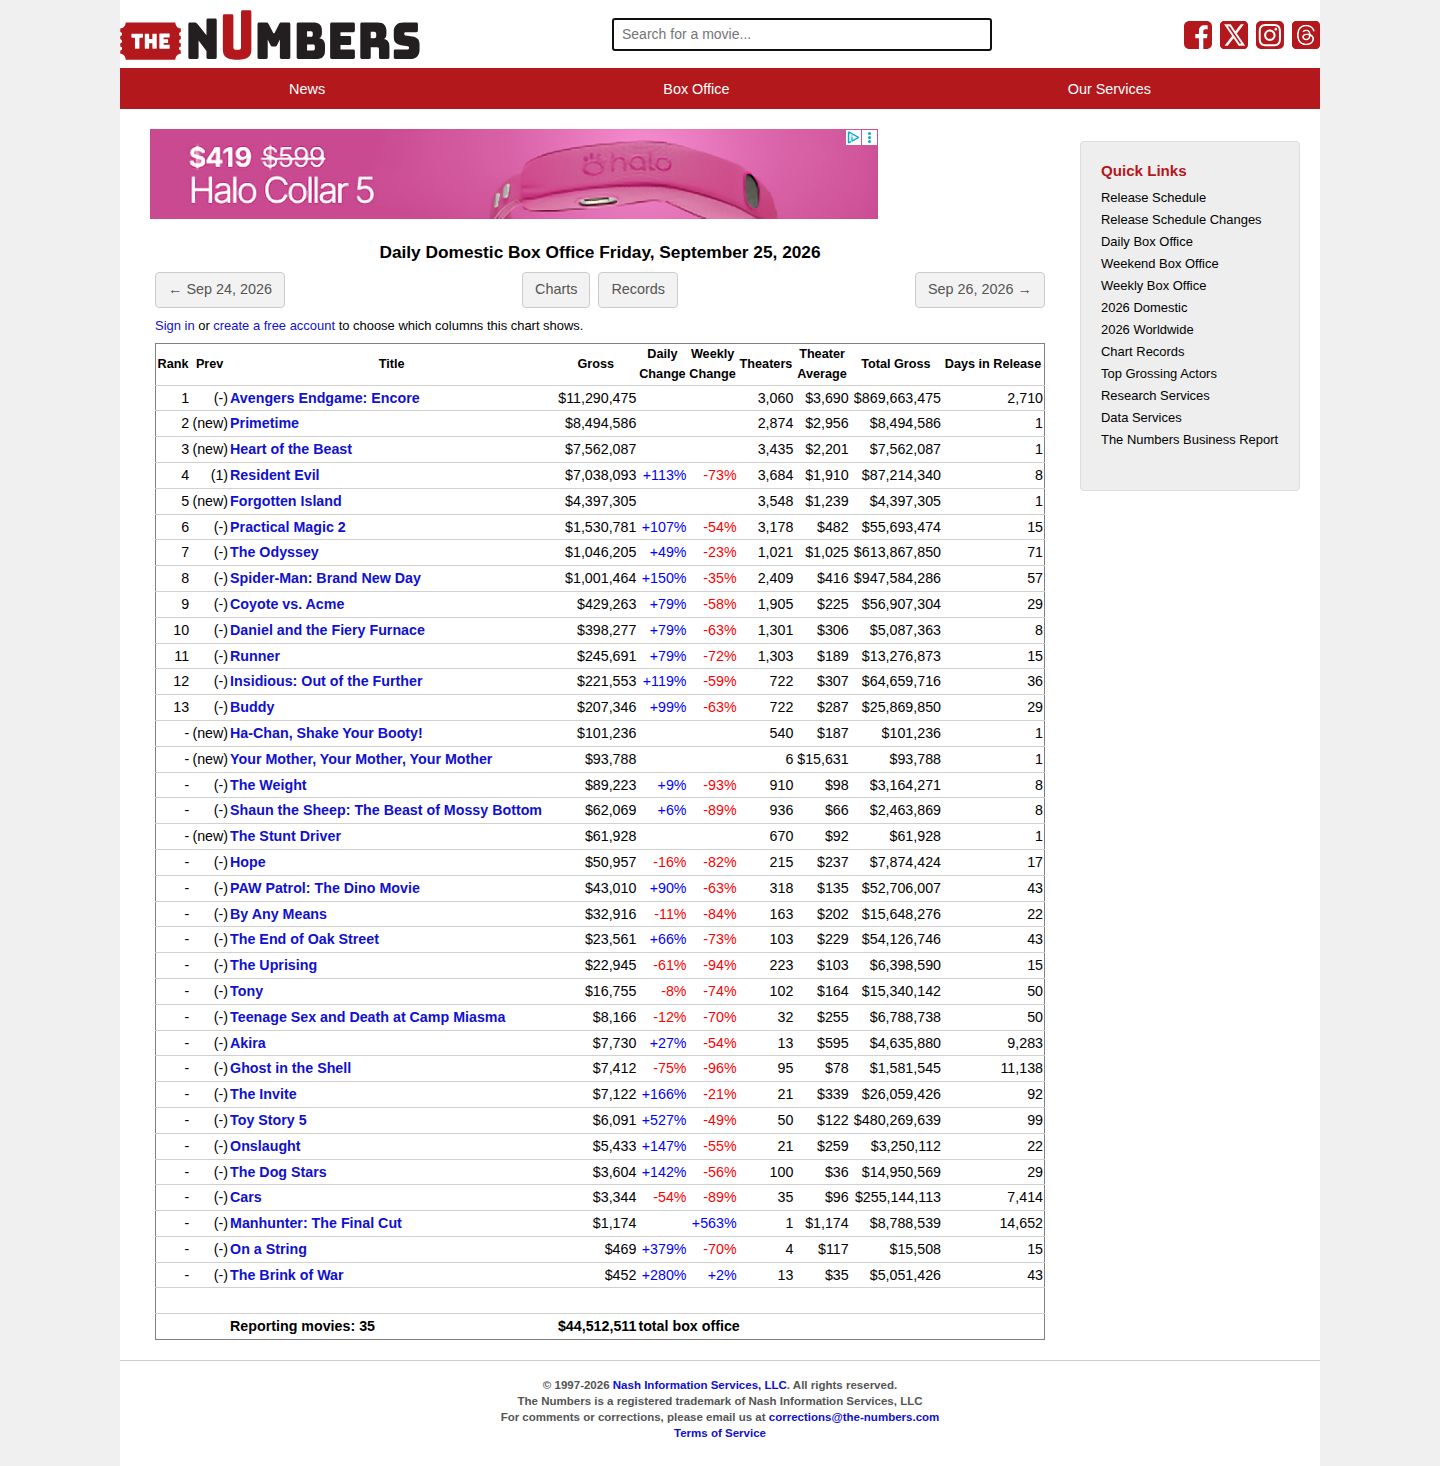 THE NUMBERS
Search for a movie...
News Box Office Our Services
$419 $599
Halo Collar 5
halo
Quick Links
Release Schedule
Release Schedule Changes
Daily Box Office
Weekend Box Office
Weekly Box Office
2026 Domestic
2026 Worldwide
Chart Records
Top Grossing Actors
Research Services
Data Services
The Numbers Business Report
Daily Domestic Box Office Friday, September 25, 2026
← Sep 24, 2026 Charts Records Sep 26, 2026 →
Sign in or create a free account to choose which columns this chart shows.
Rank Prev Title Gross Daily Change Weekly Change Theaters Theater Average Total Gross Days in Release
1 (-) Avengers Endgame: Encore $11,290,475 3,060 $3,690 $869,663,475 2,710
2 (new) Primetime $8,494,586 2,874 $2,956 $8,494,586 1
3 (new) Heart of the Beast $7,562,087 3,435 $2,201 $7,562,087 1
4 (1) Resident Evil $7,038,093 +113% -73% 3,684 $1,910 $87,214,340 8
5 (new) Forgotten Island $4,397,305 3,548 $1,239 $4,397,305 1
6 (-) Practical Magic 2 $1,530,781 +107% -54% 3,178 $482 $55,693,474 15
7 (-) The Odyssey $1,046,205 +49% -23% 1,021 $1,025 $613,867,850 71
8 (-) Spider-Man: Brand New Day $1,001,464 +150% -35% 2,409 $416 $947,584,286 57
9 (-) Coyote vs. Acme $429,263 +79% -58% 1,905 $225 $56,907,304 29
10 (-) Daniel and the Fiery Furnace $398,277 +79% -63% 1,301 $306 $5,087,363 8
11 (-) Runner $245,691 +79% -72% 1,303 $189 $13,276,873 15
12 (-) Insidious: Out of the Further $221,553 +119% -59% 722 $307 $64,659,716 36
13 (-) Buddy $207,346 +99% -63% 722 $287 $25,869,850 29
- (new) Ha-Chan, Shake Your Booty! $101,236 540 $187 $101,236 1
- (new) Your Mother, Your Mother, Your Mother $93,788 6 $15,631 $93,788 1
- (-) The Weight $89,223 +9% -93% 910 $98 $3,164,271 8
- (-) Shaun the Sheep: The Beast of Mossy Bottom $62,069 +6% -89% 936 $66 $2,463,869 8
- (new) The Stunt Driver $61,928 670 $92 $61,928 1
- (-) Hope $50,957 -16% -82% 215 $237 $7,874,424 17
- (-) PAW Patrol: The Dino Movie $43,010 +90% -63% 318 $135 $52,706,007 43
- (-) By Any Means $32,916 -11% -84% 163 $202 $15,648,276 22
- (-) The End of Oak Street $23,561 +66% -73% 103 $229 $54,126,746 43
- (-) The Uprising $22,945 -61% -94% 223 $103 $6,398,590 15
- (-) Tony $16,755 -8% -74% 102 $164 $15,340,142 50
- (-) Teenage Sex and Death at Camp Miasma $8,166 -12% -70% 32 $255 $6,788,738 50
- (-) Akira $7,730 +27% -54% 13 $595 $4,635,880 9,283
- (-) Ghost in the Shell $7,412 -75% -96% 95 $78 $1,581,545 11,138
- (-) The Invite $7,122 +166% -21% 21 $339 $26,059,426 92
- (-) Toy Story 5 $6,091 +527% -49% 50 $122 $480,269,639 99
- (-) Onslaught $5,433 +147% -55% 21 $259 $3,250,112 22
- (-) The Dog Stars $3,604 +142% -56% 100 $36 $14,950,569 29
- (-) Cars $3,344 -54% -89% 35 $96 $255,144,113 7,414
- (-) Manhunter: The Final Cut $1,174 +563% 1 $1,174 $8,788,539 14,652
- (-) On a String $469 +379% -70% 4 $117 $15,508 15
- (-) The Brink of War $452 +280% +2% 13 $35 $5,051,426 43
Reporting movies: 35 $44,512,511 total box office
© 1997-2026 Nash Information Services, LLC. All rights reserved.
The Numbers is a registered trademark of Nash Information Services, LLC
For comments or corrections, please email us at corrections@the-numbers.com
Terms of Service